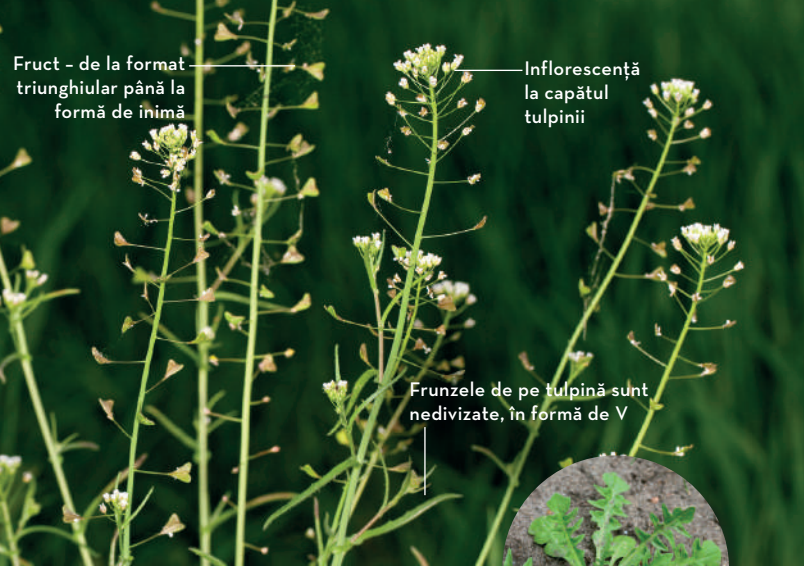 Fruct – de la format
triunghiular până la
formă de inimă
Inflorescență
la capătul
tulpinii
Frunzele de pe tulpină sunt
nedivizate, în formă de V